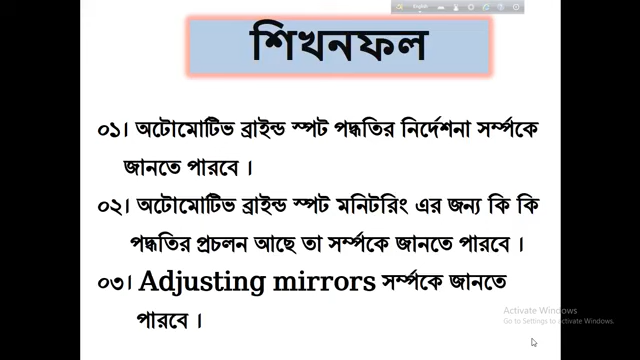 English
শিখনফল
০১। অটোমোটিভ ব্রাইন্ড স্পট পদ্ধতির নির্দেশনা সর্ম্পকে
জানতে পারবে ।
০২। অটোমোটিভ ব্রাইন্ড স্পট মনিটরিং এর জন্য কি কি
পদ্ধতির প্রচলন আছে তা সর্ম্পকে জানতে পারবে ।
০৩। Adjusting mirrors সর্ম্পকে জানতে
পারবে ।
Activate Windows
Go to Settings to activate Windows.